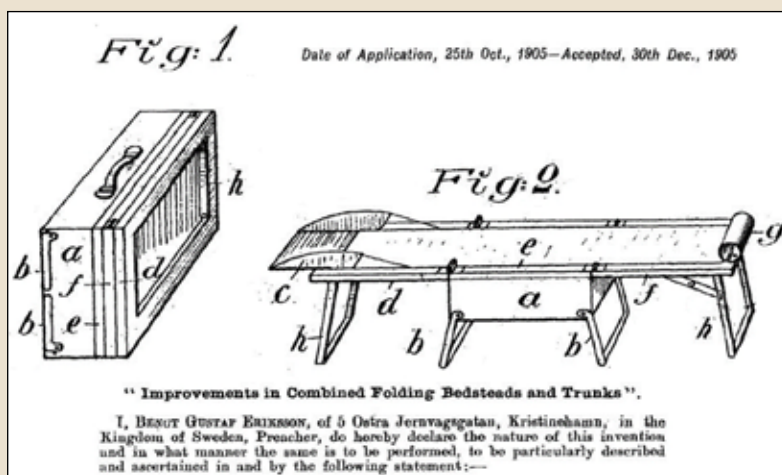 Fig: 1.
Date of Application, 25th Oct., 1905—Accepted, 30th Dec., 1905
h
Fig: 2.
g
a
b
f
d
e
c
e
d
a
f
b
e
h
b
b
h
"Improvements in Combined Folding Bedsteads and Trunks".
I, BENGT GUSTAF ERIKSSON, of 5 Ostra Jernvagsgatan, Kristinehamn, in the
Kingdom of Sweden, Preacher, do hereby declare the nature of this invention
and in what manner the same is to be performed, to be particularly described
and ascertained in and by the following statement:—